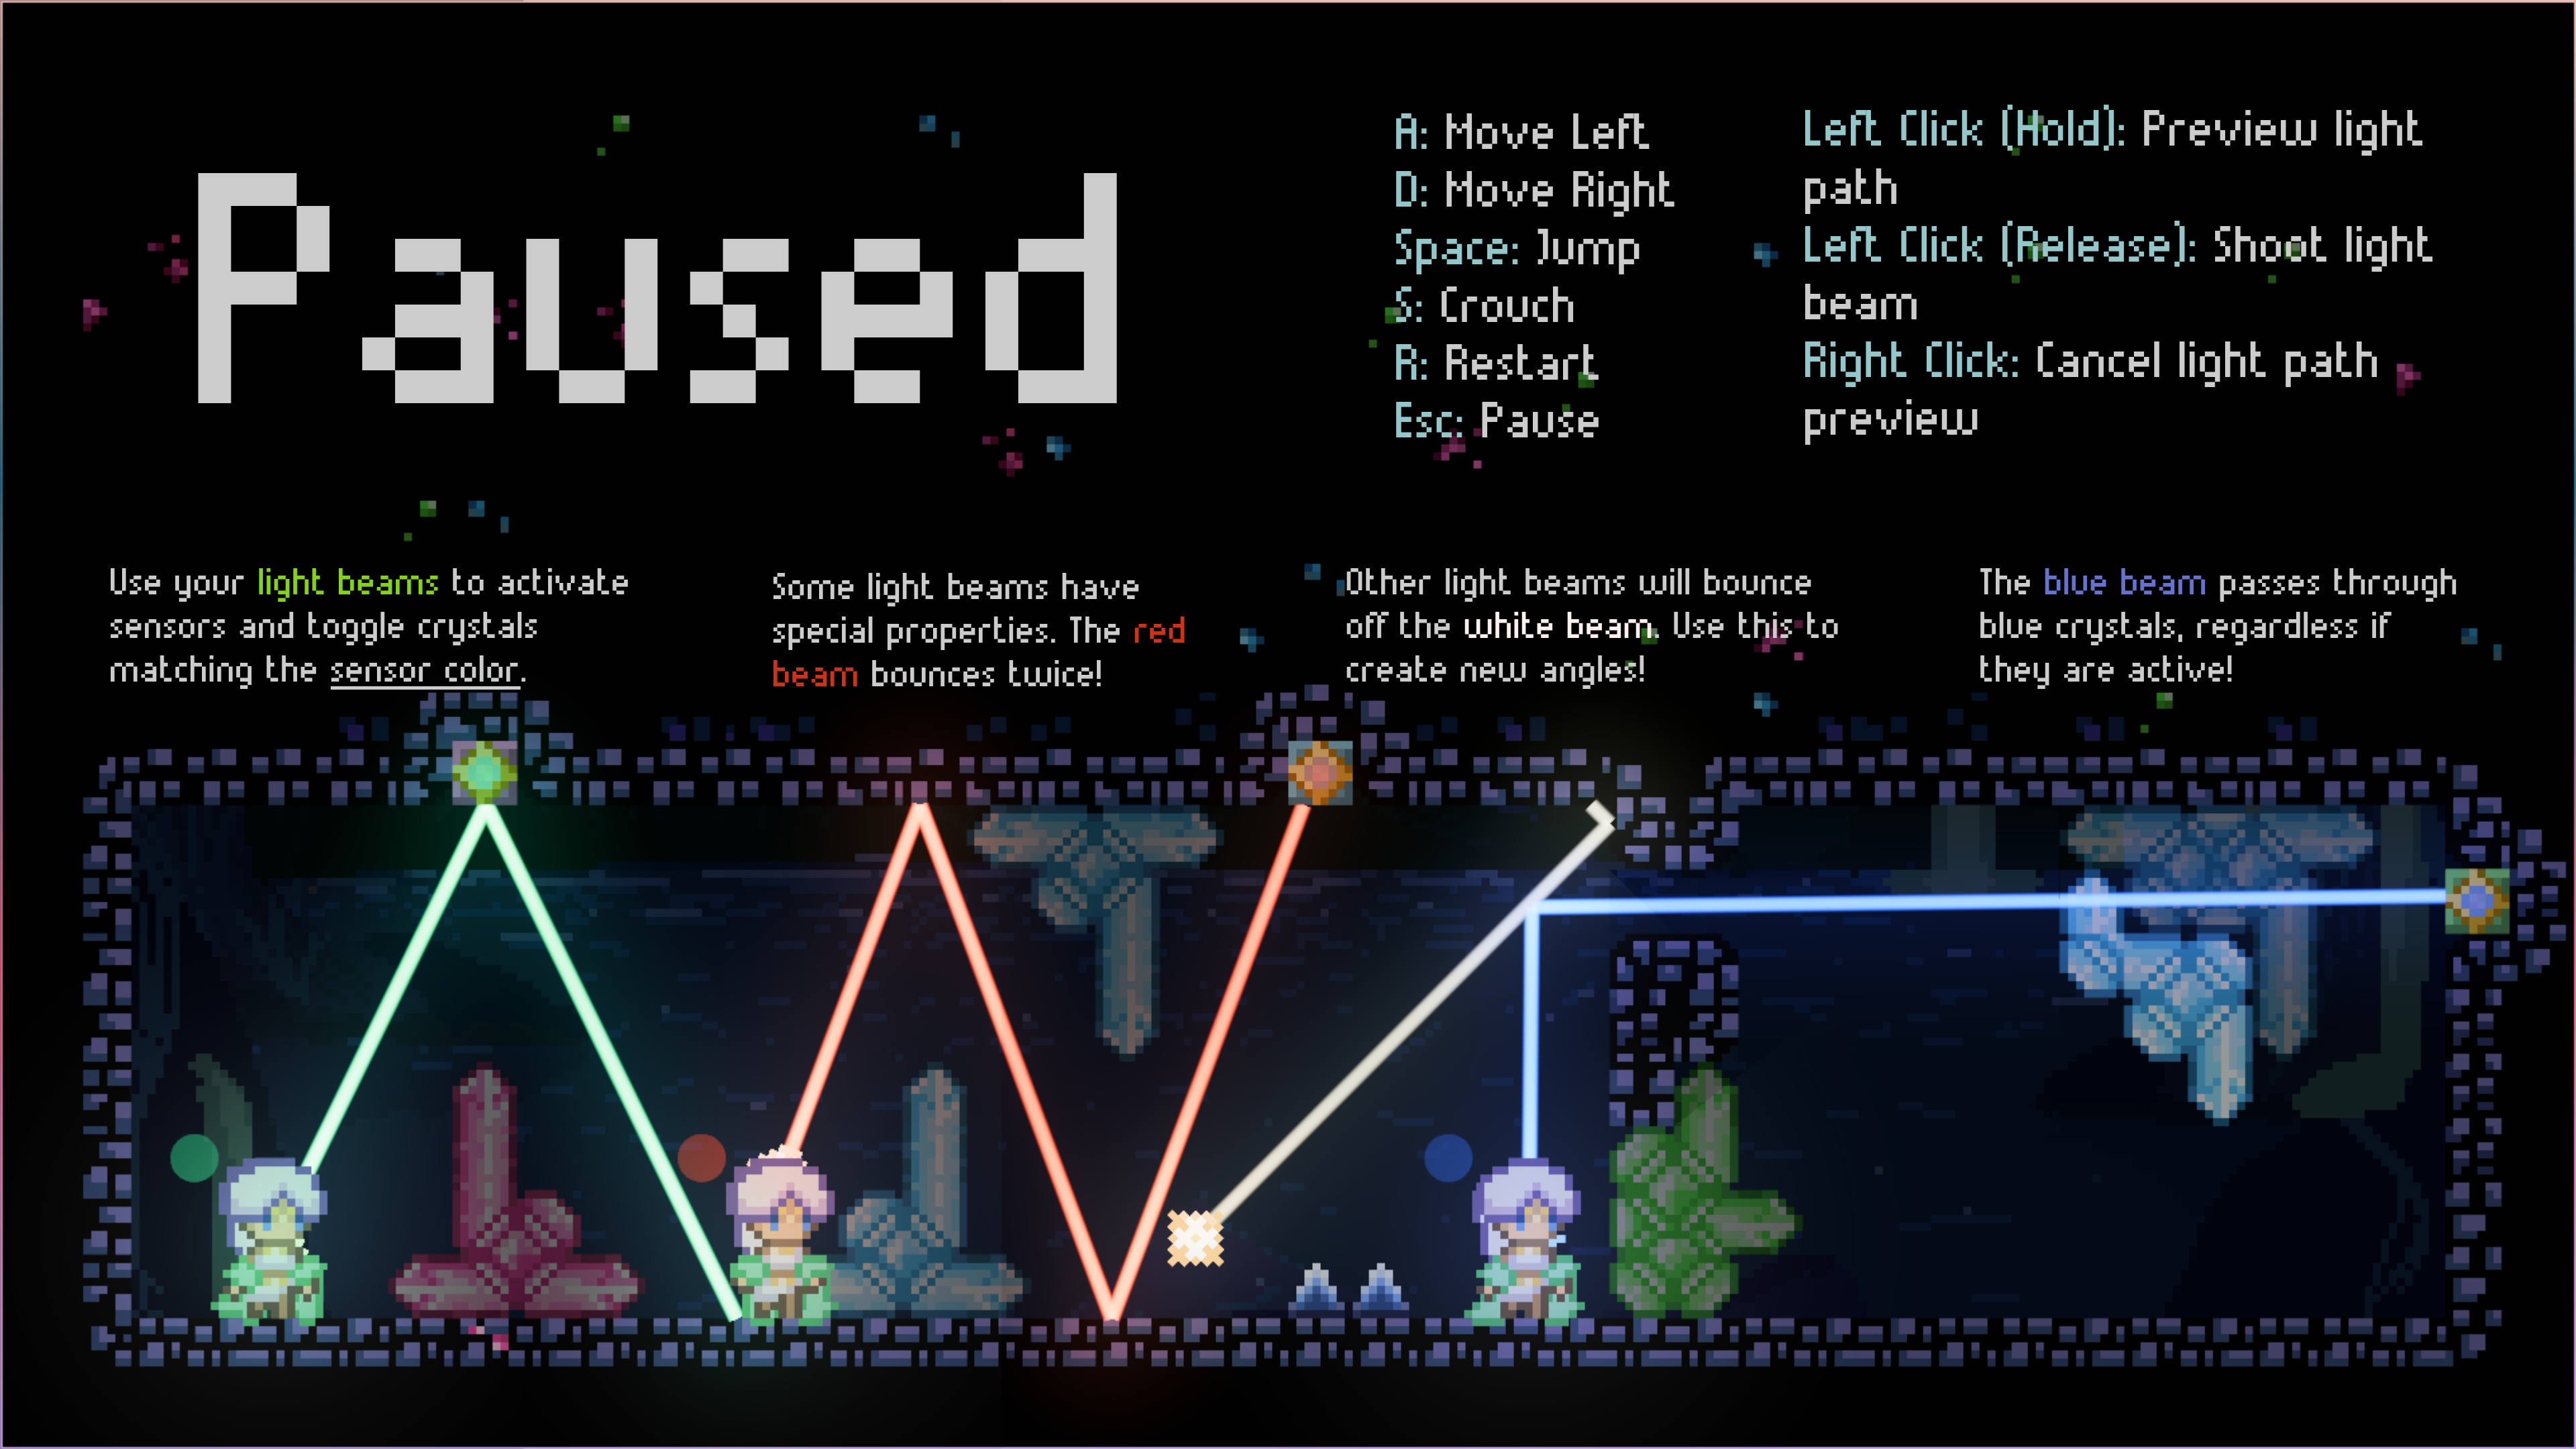 Paused
A: Move Left
D: Move Right
Space: Jump
S: Crouch
R: Restart
Esc: Pause
Left Click (Hold): Preview light
path
Left Click (Release): Shoot light
beam
Right Click: Cancel light path
preview
Use your light beams to activate
sensors and toggle crystals
matching the sensor color.
Some light beams have
special properties. The red
beam bounces twice!
Other light beams will bounce
off the white beam. Use this to
create new angles!
The blue beam passes through
blue crystals, regardless if
they are active!